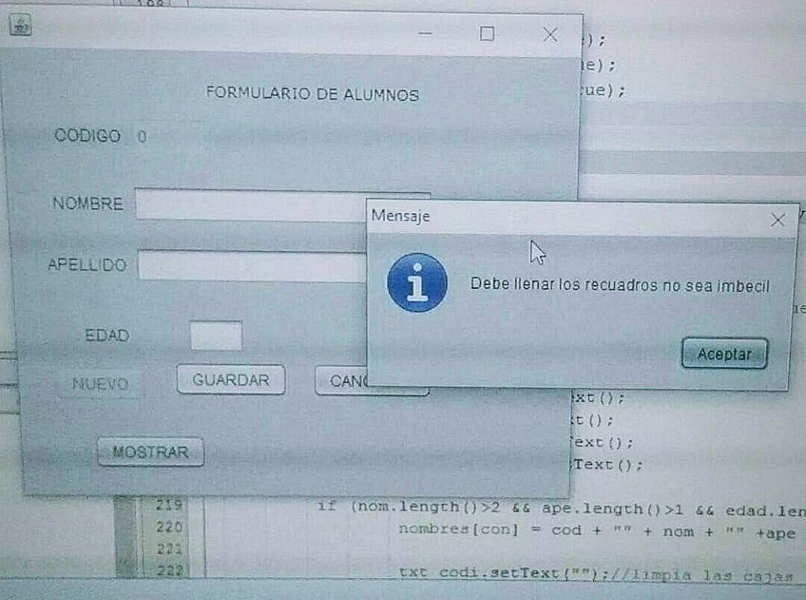 );
ue);
FORMULARIO DE ALUMNOS
CODIGO 0
NOMBRE
Mensaje
APELLIDO
Debe llenar los recuadros no sea imbecil
EDAD
Aceptar
NUEVO GUARDAR CANC
ext();
t();
ext();
MOSTRAR
Text();
219 if (nom.length()>2 && ape.length()>1 && edad.len
220 nombres[con] = cod + "" + nom + "" +ape
221
222 txt codi.setText("");//limpia las cajas